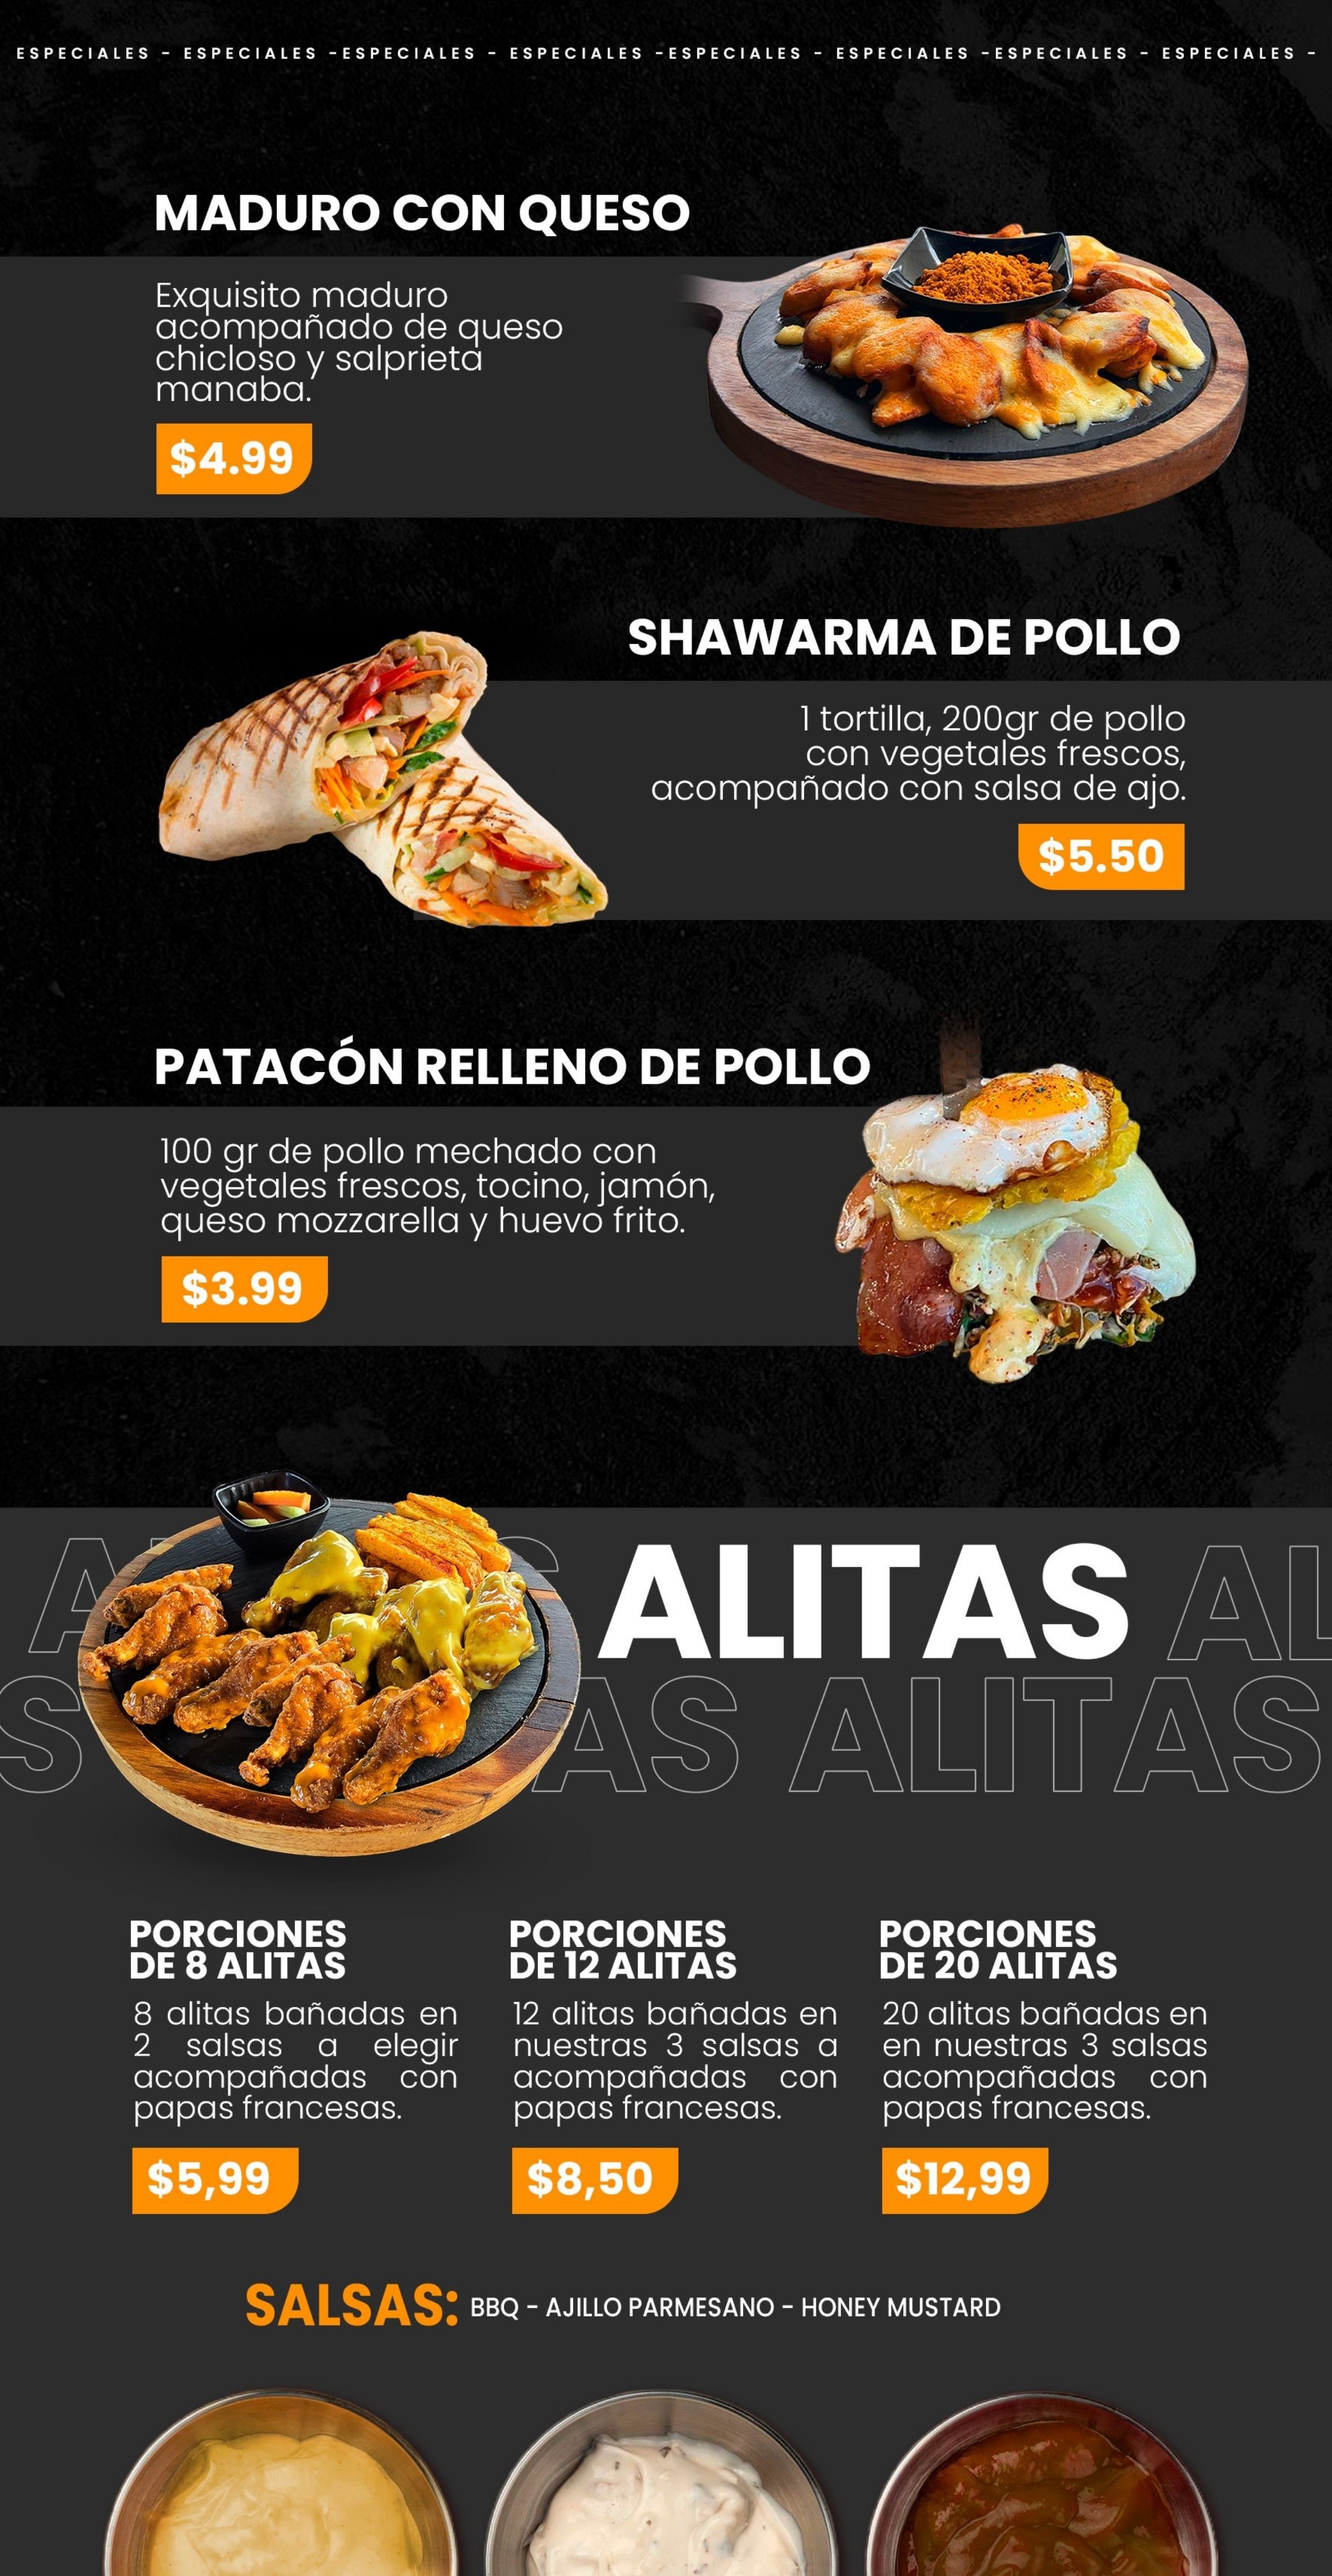 ESPECIALES - ESPECIALES -ESPECIALES - ESPECIALES -ESPECIALES - ESPECIALES -ESPECIALES - ESPECIALES -
MADURO CON QUESO
Exquisito maduro
acompañado de queso
chicloso y salprieta
manaba.
$4.99
SHAWARMA DE POLLO
1 tortilla, 200gr de pollo
con vegetales frescos,
acompañado con salsa de ajo.
$5.50
PATACÓN RELLENO DE POLLO
100 gr de pollo mechado con
vegetales frescos, tocino, jamón,
queso mozzarella y huevo frito.
$3.99
ALITAS AL
S AS ALITAS
PORCIONES
DE 8 ALITAS
8 alitas bañadas en
2 salsas a elegir
acompañadas con
papas francesas.
$5,99
PORCIONES
DE 12 ALITAS
12 alitas bañadas en
nuestras 3 salsas a
acompañadas con
papas francesas.
$8,50
PORCIONES
DE 20 ALITAS
20 alitas bañadas en
en nuestras 3 salsas
acompañadas con
papas francesas.
$12,99
SALSAS: BBQ - AJILLO PARMESANO - HONEY MUSTARD